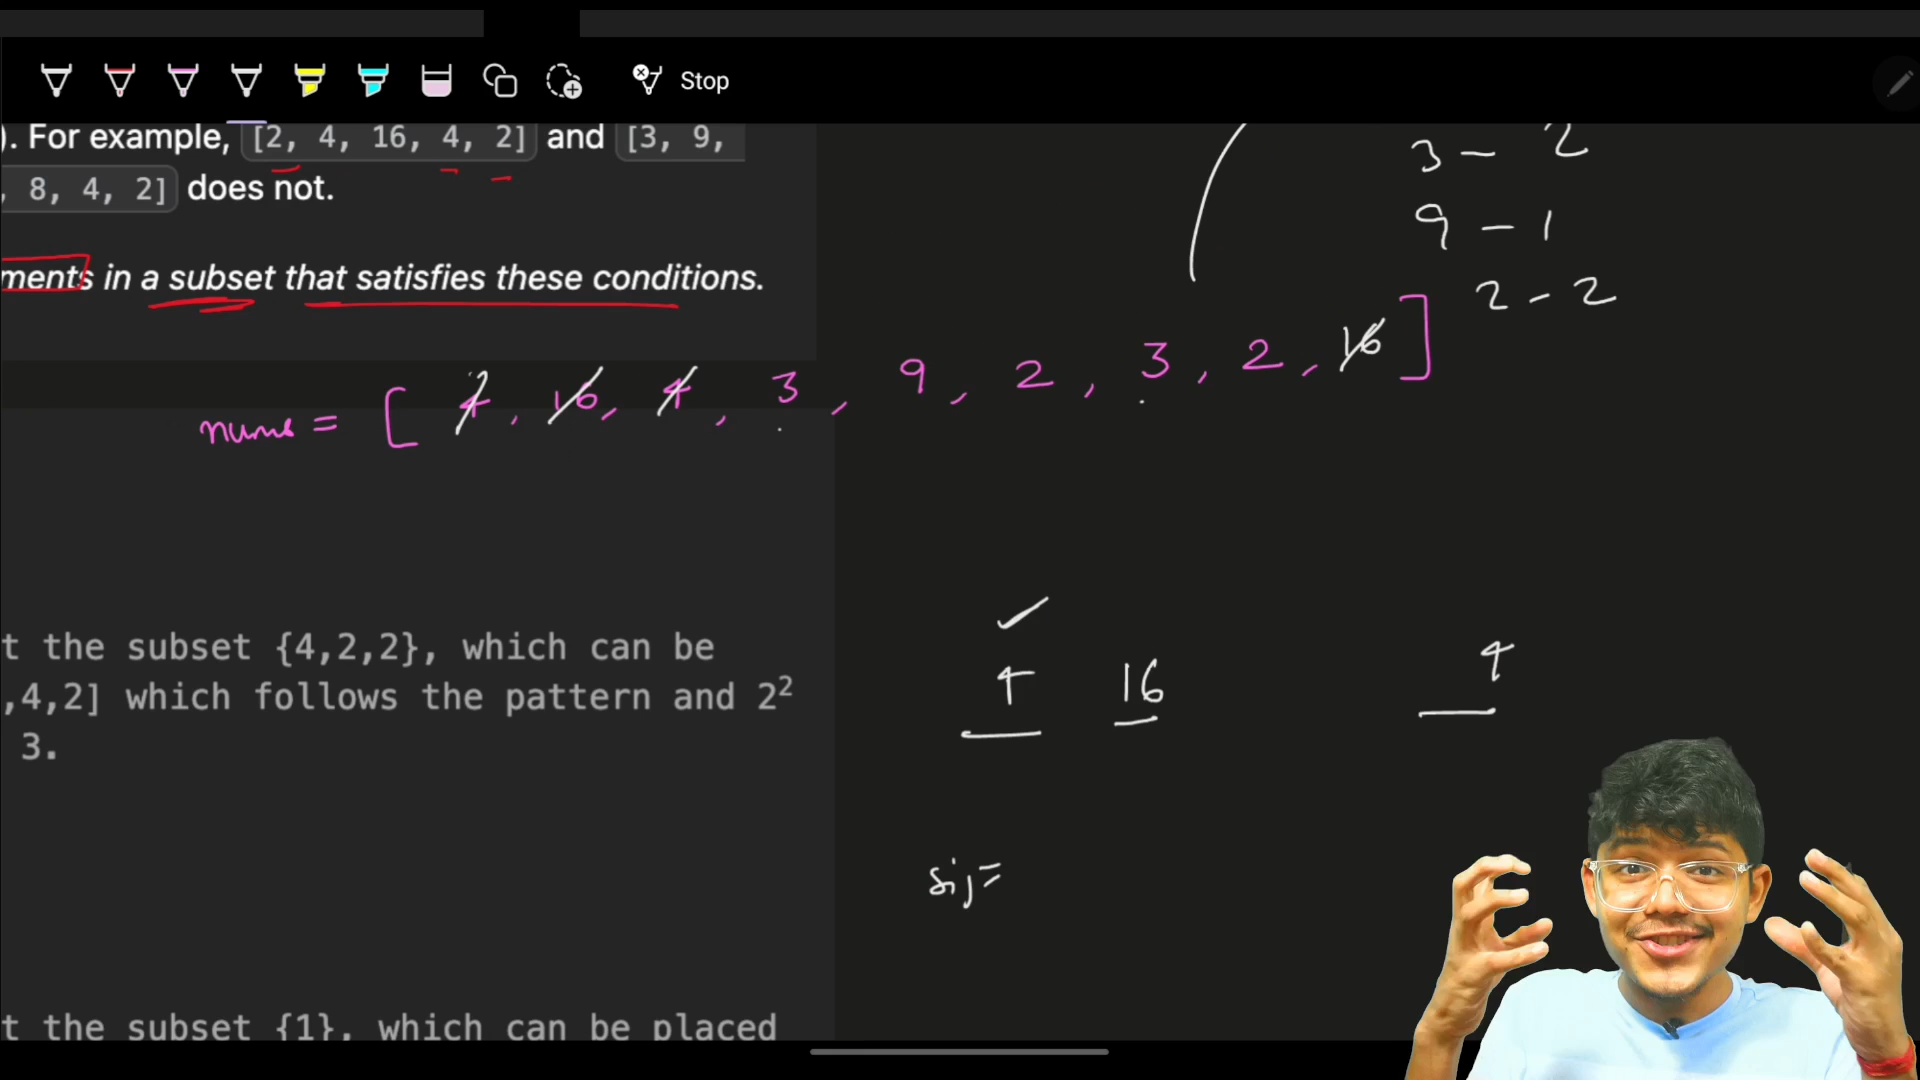 Stop
). For example, [2, 4, 16, 4, 2] and [3, 9,
, 8, 4, 2] does not.
ments in a subset that satisfies these conditions.
3 - 2
9 - 1
2 - 2
nums = [ 4, 16, 4, 3, 9, 2, 3, 2, 16 ]
t the subset {4,2,2}, which can be
,4,2] which follows the pattern and 2²
3.
4 16 4
sij=
t the subset {1}, which can be placed